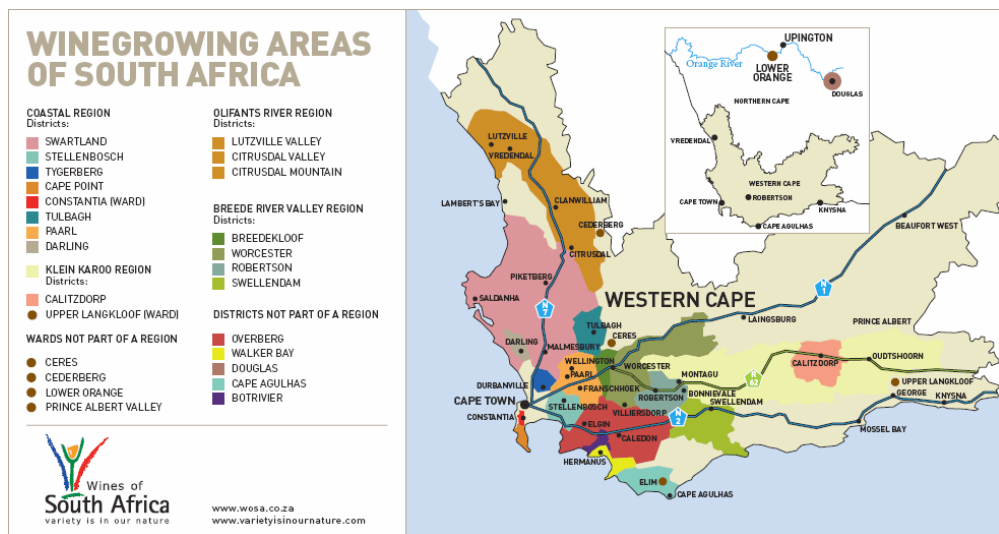 WINEGROWING AREAS
OF SOUTH AFRICA
COASTAL REGION
Districts:
SWARTLAND
STELLENBOSCH
TYGERBERG
CAPE POINT
CONSTANTIA (WARD)
TULBAGH
PAARL
DARLING
KLEIN KAROO REGION
Districts:
CALITZDORP
UPPER LANGKLOOF (WARD)
WARDS NOT PART OF A REGION
CERES
CEDERBERG
LOWER ORANGE
PRINCE ALBERT VALLEY
OLIFANTS RIVER REGION
Districts:
LUTZVILLE VALLEY
CITRUSDAL VALLEY
CITRUSDAL MOUNTAIN
BREEDE RIVER VALLEY REGION
Districts:
BREEDEKLOOF
WORCESTER
ROBERTSON
SWELLENDAM
DISTRICTS NOT PART OF A REGION
OVERBERG
WALKER BAY
DOUGLAS
CAPE AGULHAS
BOTRIVIER
Wines of
South Africa
variety is in our nature
www.wosa.co.za
www.varietyisinournature.com
UPINGTON
Orange River
LOWER
ORANGE
DOUGLAS
NORTHERN CAPE
VREDENDAL
WESTERN CAPE
CAPE TOWN
ROBERTSON
KNYSNA
CAPE AGULHAS
LUTZVILLE
VREDENDAL
LAMBERT'S BAY
CLANWILLIAM
CEDERBERG
CITRUSDAL
BEAUFORT WEST
PIKETBERG
SALDANHA
N
7
N
1
WESTERN CAPE
LAINGSBURG
PRINCE ALBERT
TULBAGH
CERES
DARLING
MALMESBURY
WELLINGTON
PAARL
WORCESTER
MONTAGU
R
62
CALITZDORP
OUDTSHOORN
DURBANVILLE
FRANSCHHOEK
ROBERTSON
BONNIEVALE
UPPER LANGKLOOF
CAPE TOWN
STELLENBOSCH
VILLIERSDORP
SWELLENDAM
GEORGE
KNYSNA
CONSTANTIA
ELGIN
N
2
MOSSEL BAY
CALEDON
HERMANUS
ELIM
CAPE AGULHAS